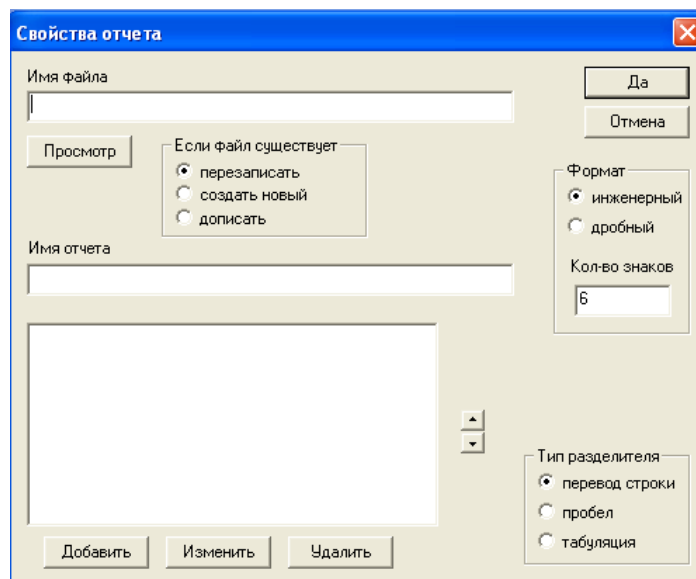 Свойства отчета
Имя файла
Да
Отмена
Просмотр
Если файл существует
перезаписать
создать новый
дописать
Формат
инженерный
дробный
Кол-во знаков
6
Имя отчета
Тип разделителя
перевод строки
пробел
табуляция
Добавить
Изменить
Удалить